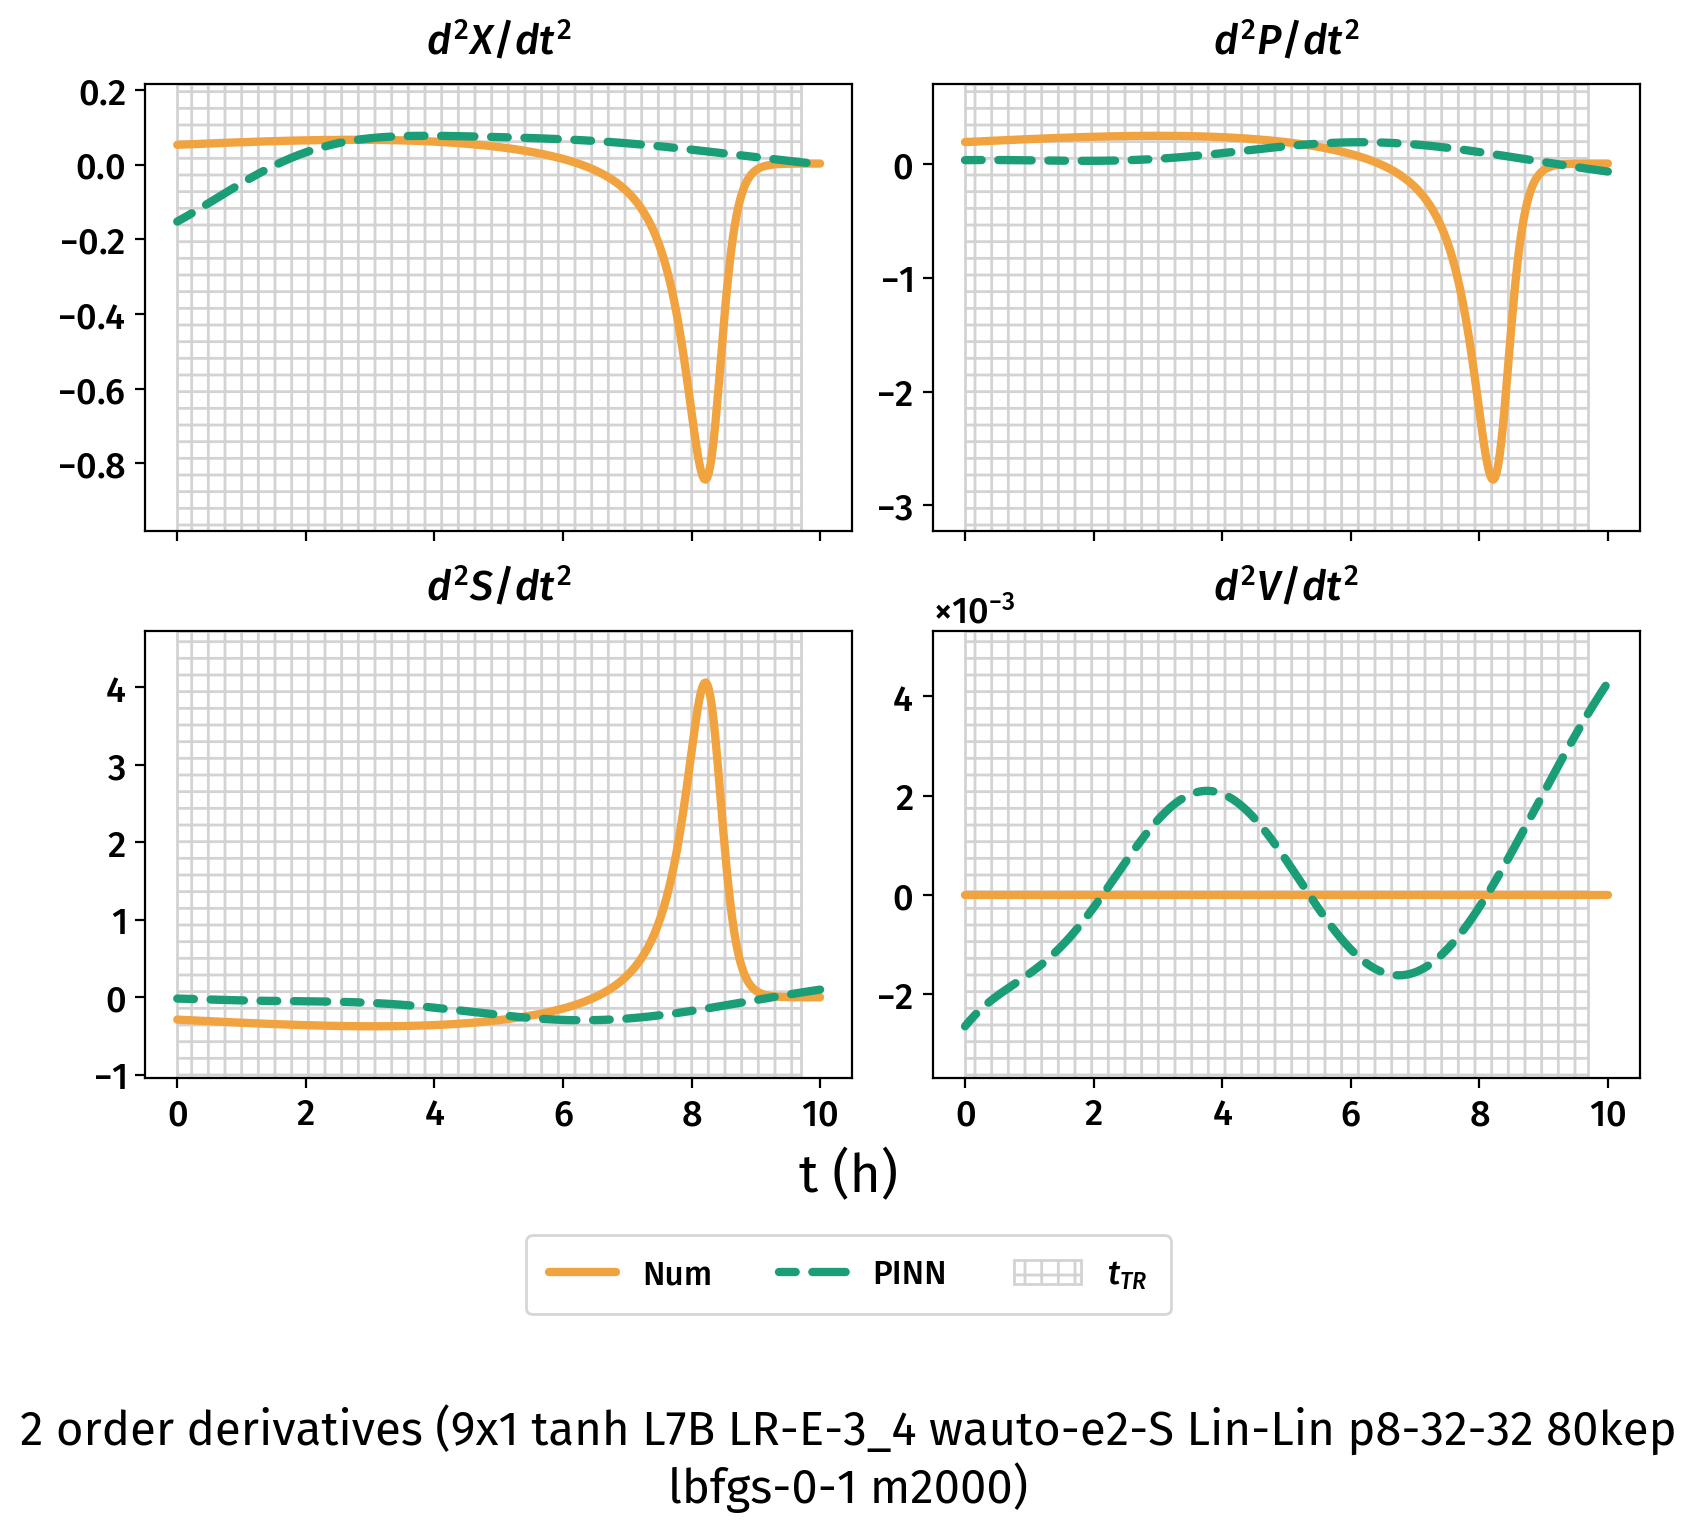 d²X/dt²
d²P/dt²
0.2
0.0
−0.2
−0.4
−0.6
−0.8
0
−1
−2
−3
d²S/dt²
d²V/dt²
×10⁻³
4
3
2
1
0
−1
4
2
0
−2
0 2 4 6 8 10
0 2 4 6 8 10
t (h)
Num PINN t_TR
2 order derivatives (9x1 tanh L7B LR-E-3_4 wauto-e2-S Lin-Lin p8-32-32 80kep
lbfgs-0-1 m2000)